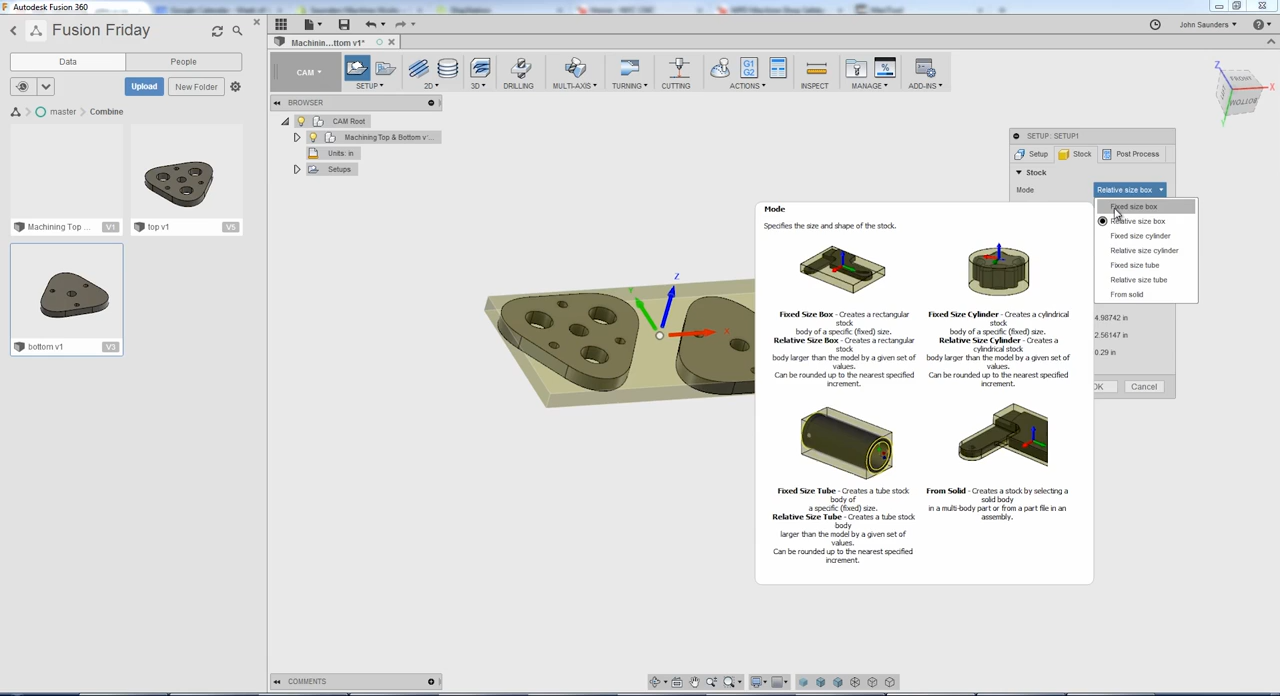 Autodesk Fusion 360
Fusion Friday
Data
People
Upload
New Folder
master
Combine
Machining Top ...
V1
top v1
V5
bottom v1
V3
John Saunders
Machinin...ttom v1*
CAM
SETUP
2D
3D
DRILLING
MULTI-AXIS
TURNING
CUTTING
G1
G2
ACTIONS
INSPECT
MANAGE
ADD-INS
BROWSER
CAM Root
Machining Top & Bottom v'...
Units: in
Setups
Z
FRONT
X
BOTTOM
Y
SETUP: SETUP1
Setup
Stock
Post Process
Stock
Mode
Relative size box
Fixed size box
Relative size box
Fixed size cylinder
Relative size cylinder
Fixed size tube
Relative size tube
From solid
4.98742 in
2.56147 in
0.29 in
OK
Cancel
Mode
Specifies the size and shape of the stock.
Fixed Size Box - Creates a rectangular
stock
body of a specific (fixed) size.
Relative Size Box - Creates a rectangular
stock
body larger than the model by a given set of
values.
Can be rounded up to the nearest specified
increment.
Fixed Size Cylinder - Creates a cylindrical
stock
body of a specific (fixed) size.
Relative Size Cylinder - Creates a
cylindrical stock
body larger than the model by a given set of
values.
Can be rounded up to the nearest specified
increment.
Fixed Size Tube - Creates a tube stock
body of
a specific (fixed) size.
Relative Size Tube - Creates a tube stock
body
larger than the model by a given set of
values.
Can be rounded up to the nearest specified
increment.
From Solid - Creates a stock by selecting a
solid body
in a multi-body part or from a part file in an
assembly.
Z
Y
X
COMMENTS